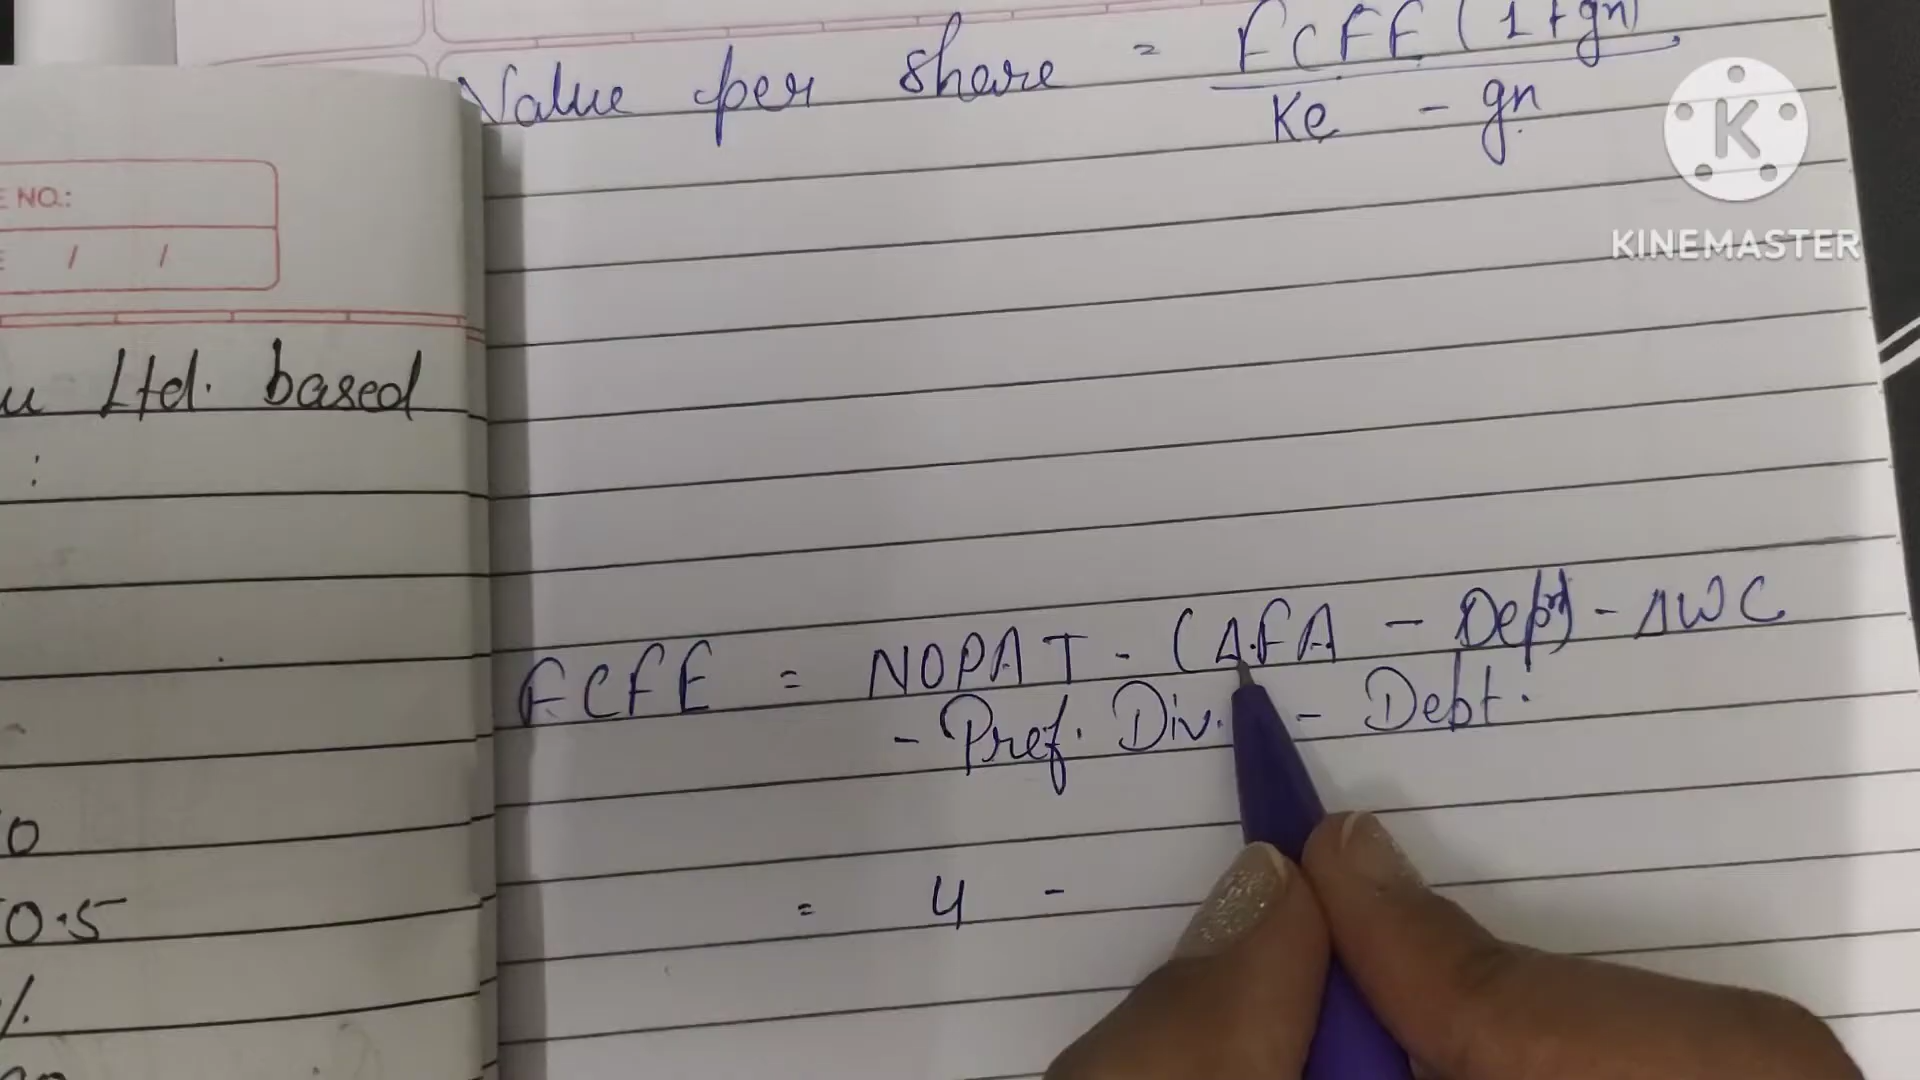 Value per share = FCFE (1+gn)
Ke - gn
K
KINEMASTER
E NO.:
/ /
Ltd. based
:
FCFE = NOPAT - (ΔFA - Depn) - ΔWC
- Pref. Div. - Debt.
0
= 4 -
0.5
%